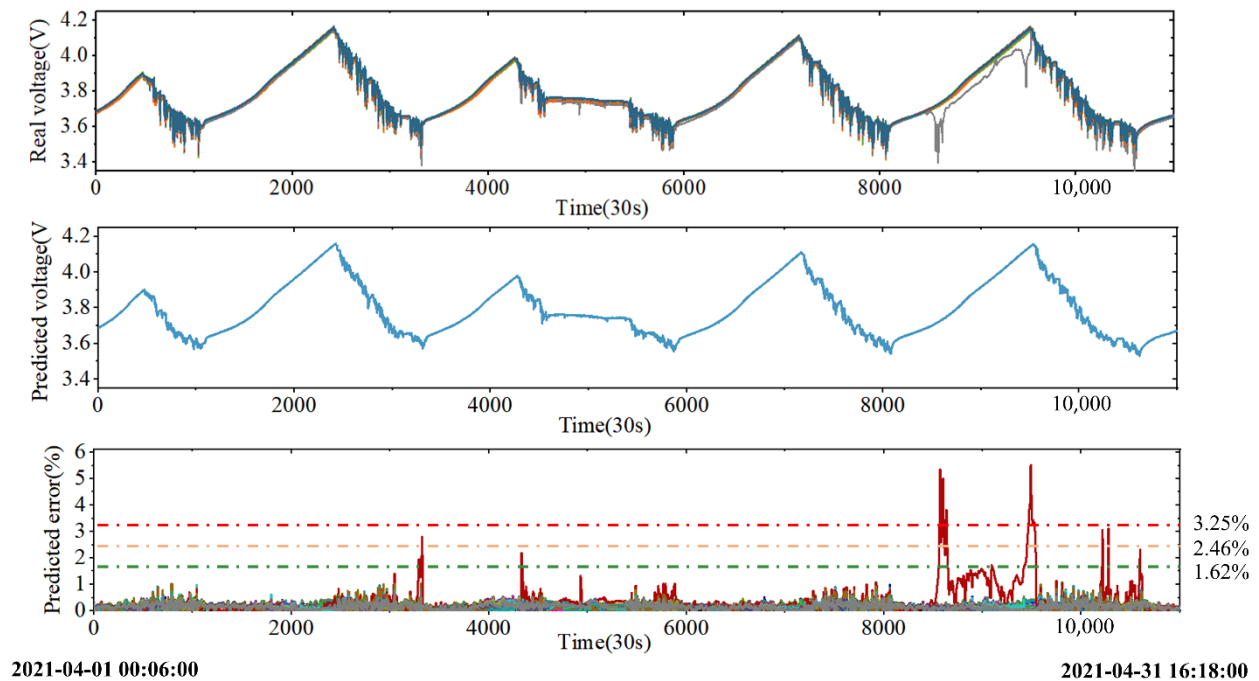 4.2
4.0
3.8
3.6
3.4
Real voltage(V)
0 2000 4000 6000 8000 10,000
Time(30s)
4.2
4.0
3.8
3.6
3.4
Predicted voltage(V
0 2000 4000 6000 8000 10,000
Time(30s)
6
5
4
3
2
1
0
Predicted error(%)
3.25%
2.46%
1.62%
0 2000 4000 6000 8000 10,000
Time(30s)
2021-04-01 00:06:00 2021-04-31 16:18:00